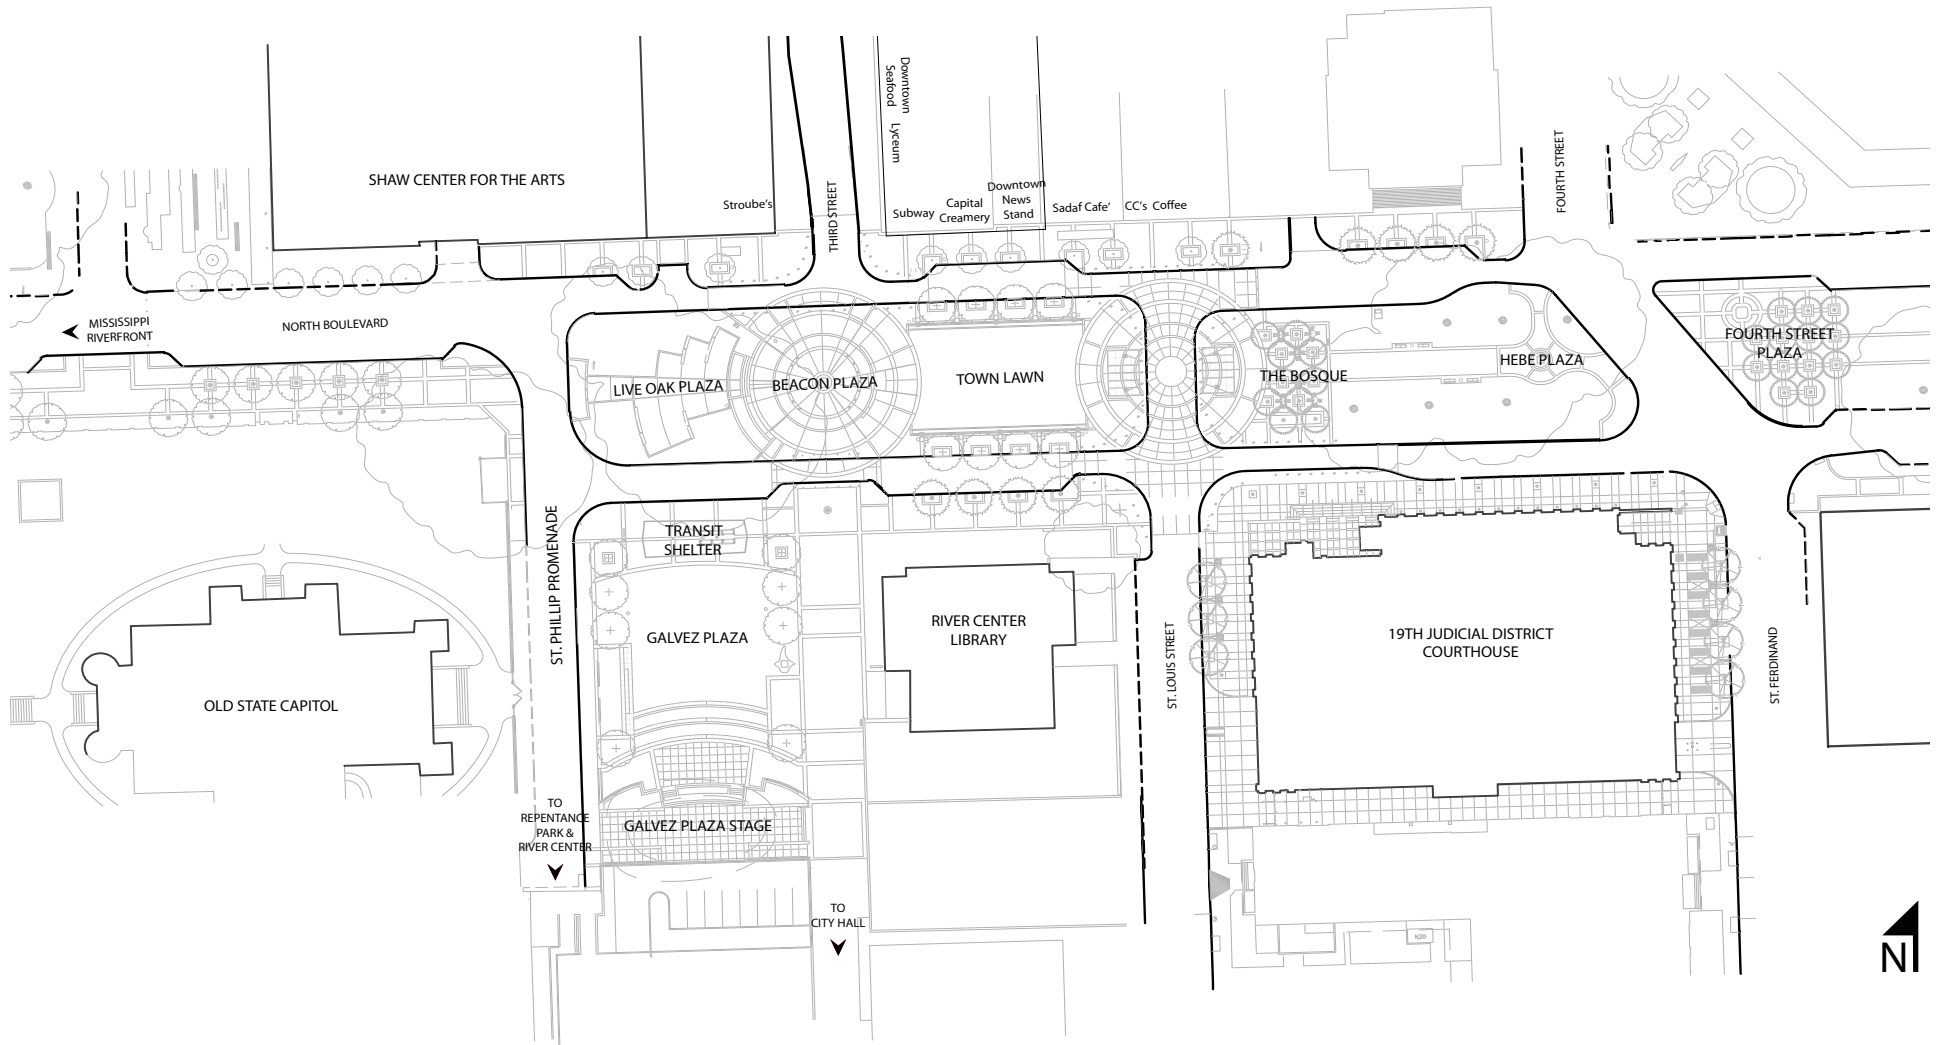 Downtown
Seafood
Lyceum
FOURTH STREET
SHAW CENTER FOR THE ARTS
Stroube's
THIRD STREET
Subway
Capital
Creamery
Downtown
News
Stand
Sadaf Cafe'
CC's Coffee
MISSISSIPPI
RIVERFRONT
NORTH BOULEVARD
LIVE OAK PLAZA
BEACON PLAZA
TOWN LAWN
THE BOSQUE
HEBE PLAZA
FOURTH STREET
PLAZA
TRANSIT
SHELTER
ST. PHILLIP PROMENADE
GALVEZ PLAZA
RIVER CENTER
LIBRARY
ST. LOUIS STREET
19TH JUDICIAL DISTRICT
COURTHOUSE
ST. FERDINAND
OLD STATE CAPITOL
TO
REPENTANCE
PARK &
RIVER CENTER
GALVEZ PLAZA STAGE
TO
CITY HALL
N